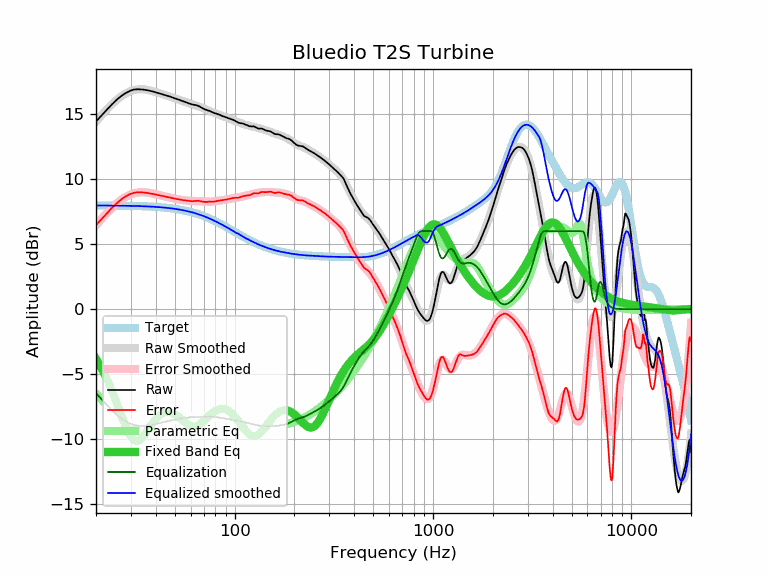 Bluedio T2S Turbine
Amplitude (dBr)
15
10
5
0
−5
−10
−15
Target
Raw Smoothed
Error Smoothed
Raw
Error
Parametric Eq
Fixed Band Eq
Equalization
Equalized smoothed
100
1000
10000
Frequency (Hz)